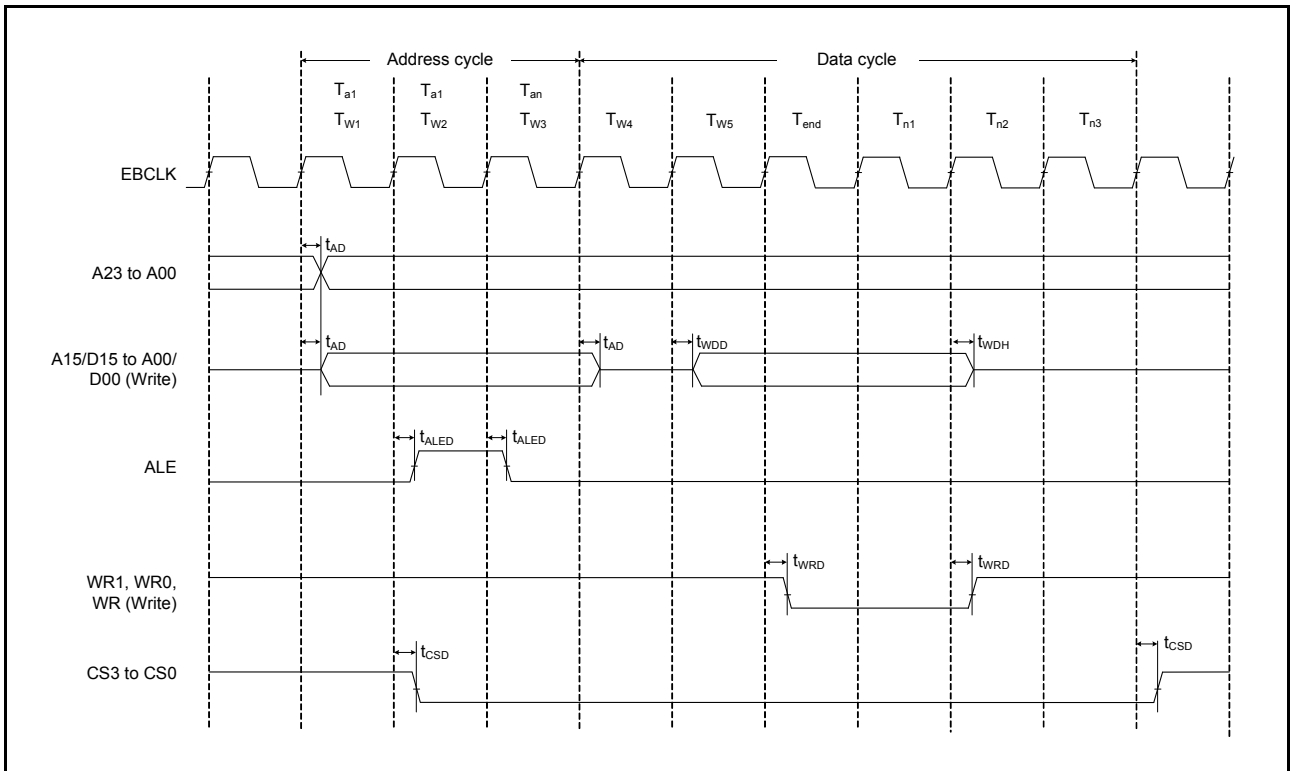 Address cycle Data cycle
Ta1 Ta1 Tan
TW1 TW2 TW3 TW4 TW5 Tend Tn1 Tn2 Tn3
EBCLK
tAD
A23 to A00
tAD tAD tWDD tWDH
A15/D15 to A00/
D00 (Write)
tALED tALED
ALE
tWRD tWRD
WR1, WR0,
WR (Write)
tCSD tCSD
CS3 to CS0